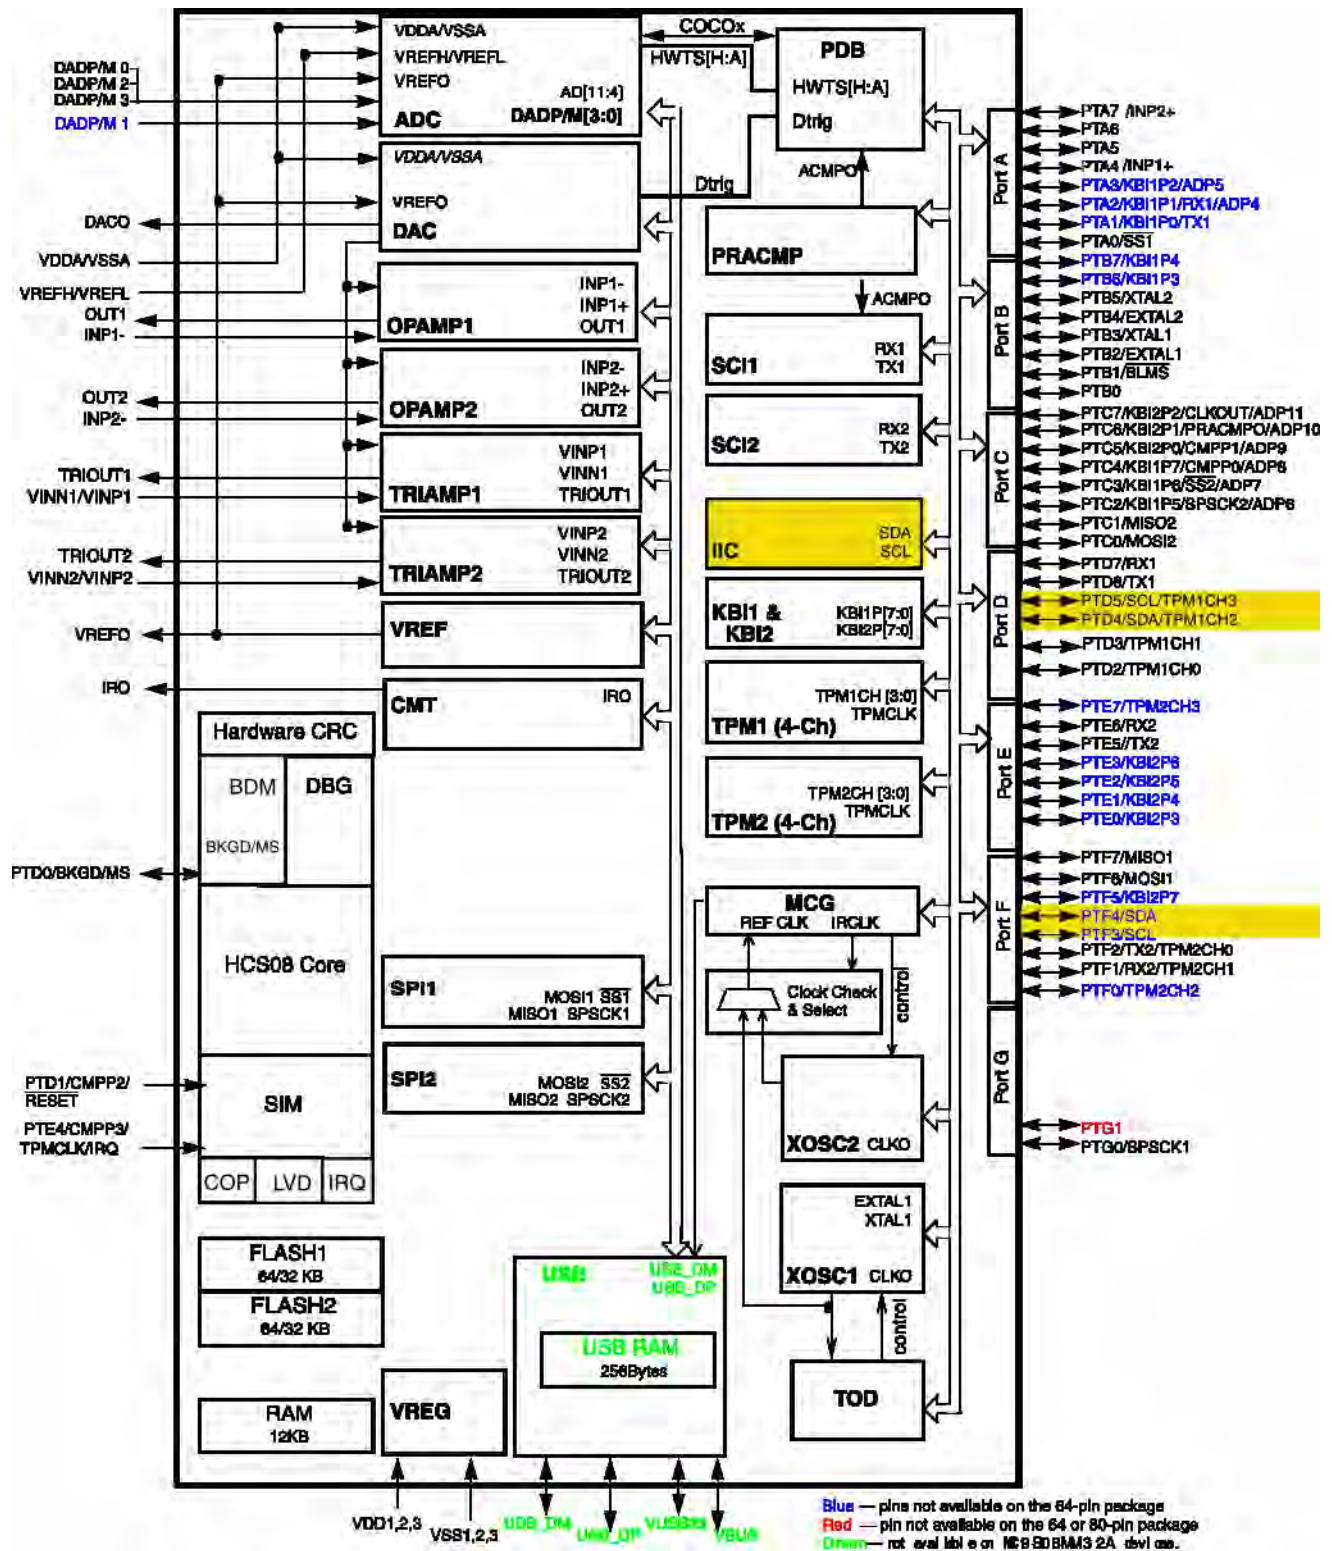 VDDA/VSSA
VREFH/VREFL
VREFO
AD[11:4]
DADP/M[3:0]
ADC
COCOx
HWTS[H:A]
PDB
HWTS[H:A]
Dtrig
DADP/M 0
DADP/M 2
DADP/M 3
DADP/M 1
VDDA/VSSA
VREFO
DAC
Dtrig
ACMPO
PRACMP
ACMPO
DACO
VDDA/VSSA
VREFH/VREFL
OUT1
INP1-
OUT2
INP2-
TRIOUT1
VINN1/VINP1
TRIOUT2
VINN2/VINP2
VREFO
IRO
INP1-
INP1+
OUT1
OPAMP1
INP2-
INP2+
OUT2
OPAMP2
VINP1
VINN1
TRIOUT1
TRIAMP1
VINP2
VINN2
TRIOUT2
TRIAMP2
VREF
CMT
IRO
SCI1
RX1
TX1
SCI2
RX2
TX2
IIC
SDA
SCL
KBI1 &
KBI2
KBI1P[7:0]
KBI2P[7:0]
TPM1CH [3:0]
TPMCLK
TPM1 (4-Ch)
TPM2CH [3:0]
TPMCLK
TPM2 (4-Ch)
Hardware CRC
BDM
DBG
BKGD/MS
PTD0/BKGD/MS
HCS08 Core
SIM
PTD1/CMPP2/
RESET
PTE4/CMPP3/
TPMCLK/IRQ
COP
LVD
IRQ
FLASH1
64/32 KB
FLASH2
64/32 KB
RAM
12KB
SPI1
MOSI1 SS1
MISO1 SPSCK1
SPI2
MOSI2 SS2
MISO2 SPSCK2
MCG
REF CLK
IRCLK
Clock Check
& Select
control
XOSC2
CLKO
EXTAL1
XTAL1
XOSC1
CLKO
control
TOD
USB
USB_DM
USB_DP
USB RAM
256Bytes
VREG
VDD1,2,3
VSS1,2,3
USB_DM
USB_DP
VUSB33
VBUS
Port A
PTA7 /INP2+
PTA6
PTA5
PTA4 /INP1+
PTA3/KBI1P2/ADP5
PTA2/KBI1P1/RX1/ADP4
PTA1/KBI1P0/TX1
PTA0/SS1
Port B
PTB7/KBI1P4
PTB6/KBI1P3
PTB5/XTAL2
PTB4/EXTAL2
PTB3/XTAL1
PTB2/EXTAL1
PTB1/BLMS
PTB0
Port C
PTC7/KBI2P2/CLKOUT/ADP11
PTC6/KBI2P1/PRACMPO/ADP10
PTC5/KBI2P0/CMPP1/ADP9
PTC4/KBI1P7/CMPP0/ADP8
PTC3/KBI1P6/SS2/ADP7
PTC2/KBI1P5/SPSCK2/ADP6
PTC1/MISO2
PTC0/MOSI2
Port D
PTD7/RX1
PTD6/TX1
PTD5/SCL/TPM1CH3
PTD4/SDA/TPM1CH2
PTD3/TPM1CH1
PTD2/TPM1CH0
Port E
PTE7/TPM2CH3
PTE6/RX2
PTE5//TX2
PTE3/KBI2P6
PTE2/KBI2P5
PTE1/KBI2P4
PTE0/KBI2P3
Port F
PTF7/MISO1
PTF6/MOSI1
PTF5/KBI2P7
PTF4/SDA
PTF3/SCL
PTF2/TX2/TPM2CH0
PTF1/RX2/TPM2CH1
PTF0/TPM2CH2
Port G
PTG1
PTG0/SPSCK1
Blue — pins not available on the 64-pin package
Red — pin not available on the 64 or 80-pin package
Green — not available on MC9S08MM32A devices.